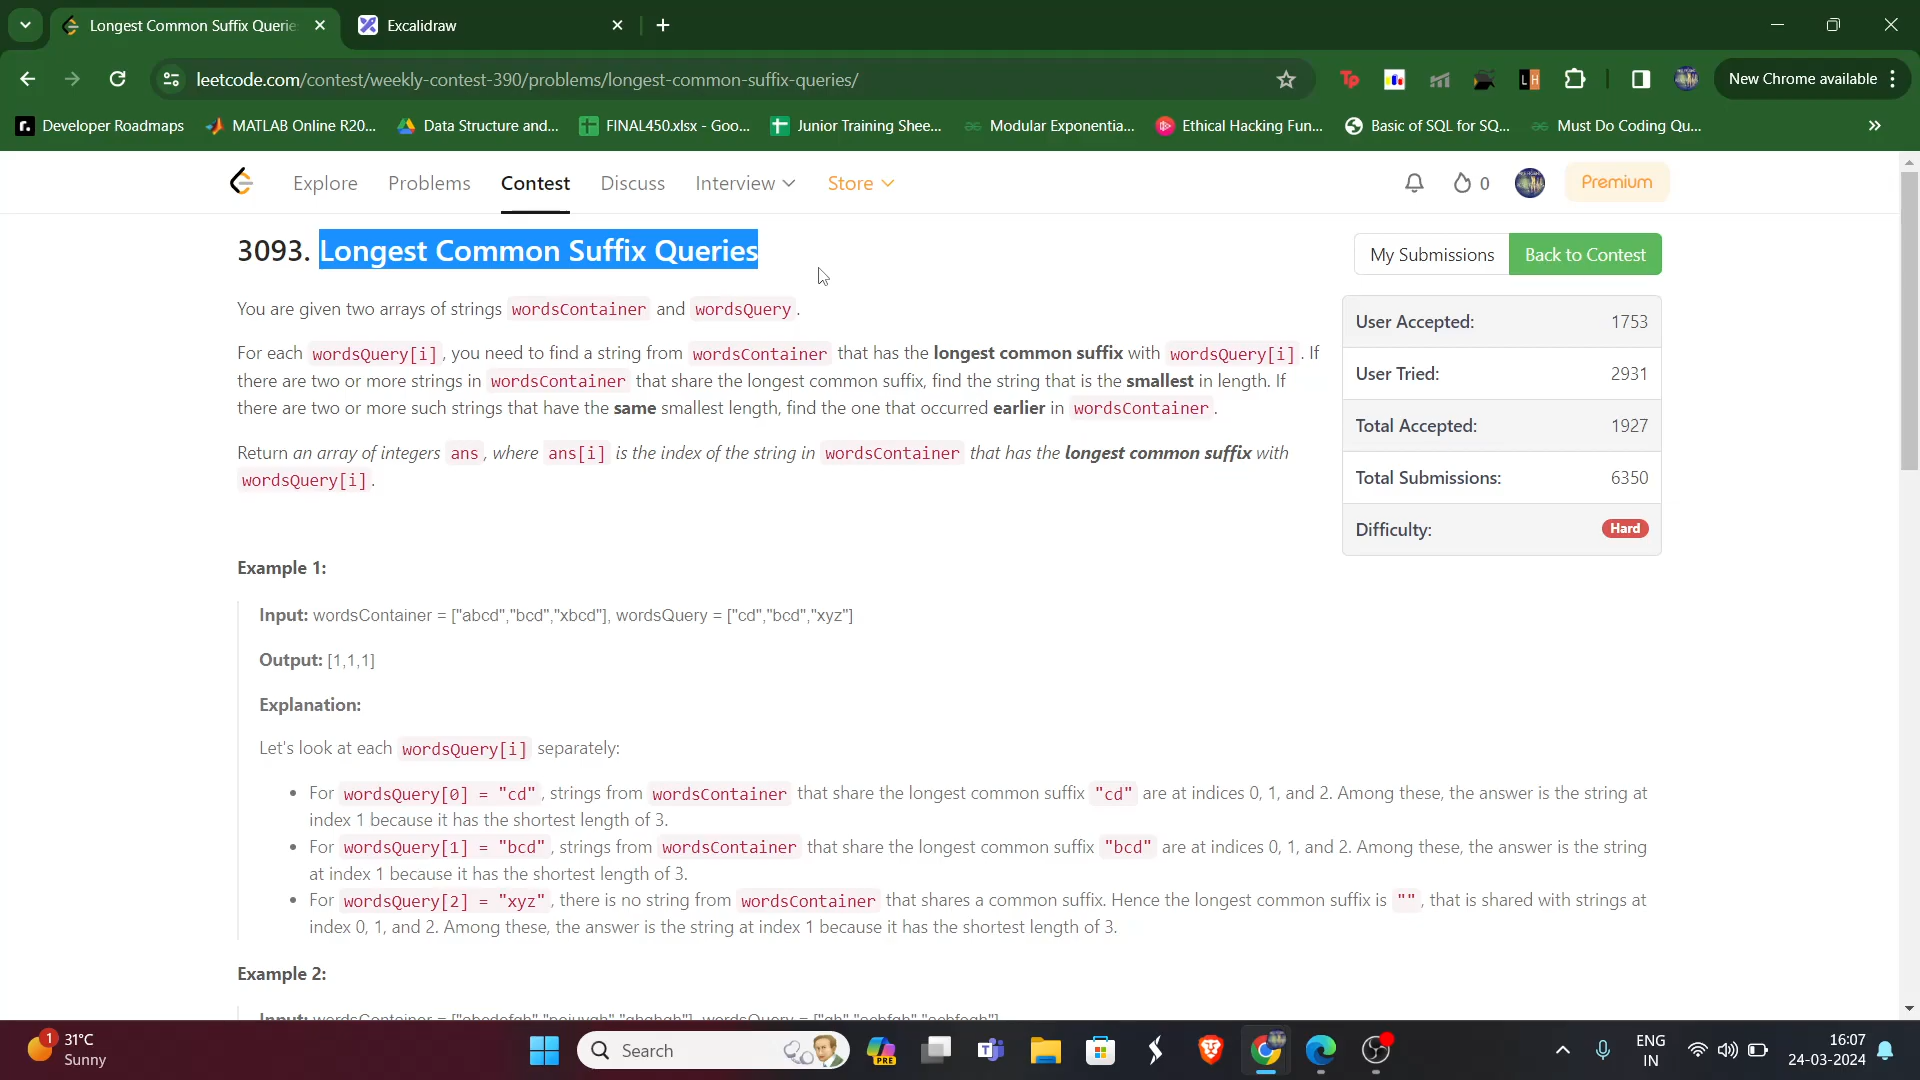 Longest Common Suffix Querie
Excalidraw
leetcode.com/contest/weekly-contest-390/problems/longest-common-suffix-queries/
New Chrome available
Developer Roadmaps
MATLAB Online R20...
Data Structure and...
FINAL450.xlsx - Goo...
Junior Training Shee...
Modular Exponentia...
Ethical Hacking Fun...
Basic of SQL for SQ...
Must Do Coding Qu...
Explore Problems Contest Discuss Interview Store 0 Premium
3093. Longest Common Suffix Queries
My Submissions Back to Contest
You are given two arrays of strings wordsContainer and wordsQuery.
For each wordsQuery[i], you need to find a string from wordsContainer that has the longest common suffix with wordsQuery[i]. If
there are two or more strings in wordsContainer that share the longest common suffix, find the string that is the smallest in length. If
there are two or more such strings that have the same smallest length, find the one that occurred earlier in wordsContainer.
Return an array of integers ans, where ans[i] is the index of the string in wordsContainer that has the longest common suffix with
wordsQuery[i].
User Accepted: 1753
User Tried: 2931
Total Accepted: 1927
Total Submissions: 6350
Difficulty: Hard
Example 1:
Input: wordsContainer = ["abcd","bcd","xbcd"], wordsQuery = ["cd","bcd","xyz"]
Output: [1,1,1]
Explanation:
Let's look at each wordsQuery[i] separately:
• For wordsQuery[0] = "cd", strings from wordsContainer that share the longest common suffix "cd" are at indices 0, 1, and 2. Among these, the answer is the string at
index 1 because it has the shortest length of 3.
• For wordsQuery[1] = "bcd", strings from wordsContainer that share the longest common suffix "bcd" are at indices 0, 1, and 2. Among these, the answer is the string
at index 1 because it has the shortest length of 3.
• For wordsQuery[2] = "xyz", there is no string from wordsContainer that shares a common suffix. Hence the longest common suffix is "", that is shared with strings at
index 0, 1, and 2. Among these, the answer is the string at index 1 because it has the shortest length of 3.
Example 2:
Input: wordsContainer = ["abcdefgh","poiuygh","ghghgh"], wordsQuery = ["gh","acbfgh","acbfegh"]
1
31°C
Sunny
Search
PRE
ENG
IN
16:07
24-03-2024